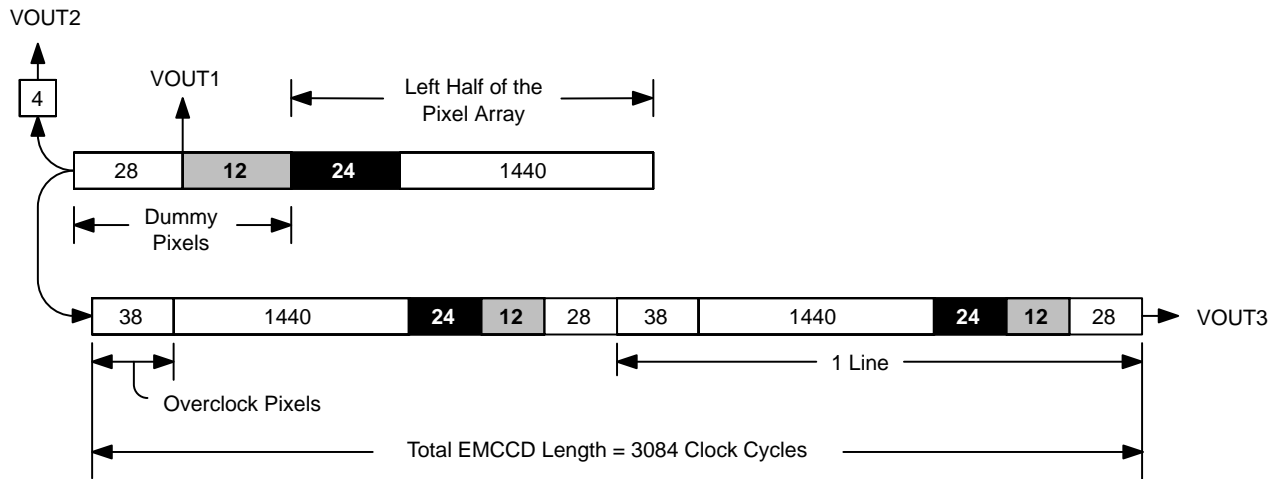 VOUT2
4
VOUT1
Left Half of the
Pixel Array
28 12 24 1440
Dummy
Pixels
38 1440 24 12 28 38 1440 24 12 28
VOUT3
1 Line
Overclock Pixels
Total EMCCD Length = 3084 Clock Cycles